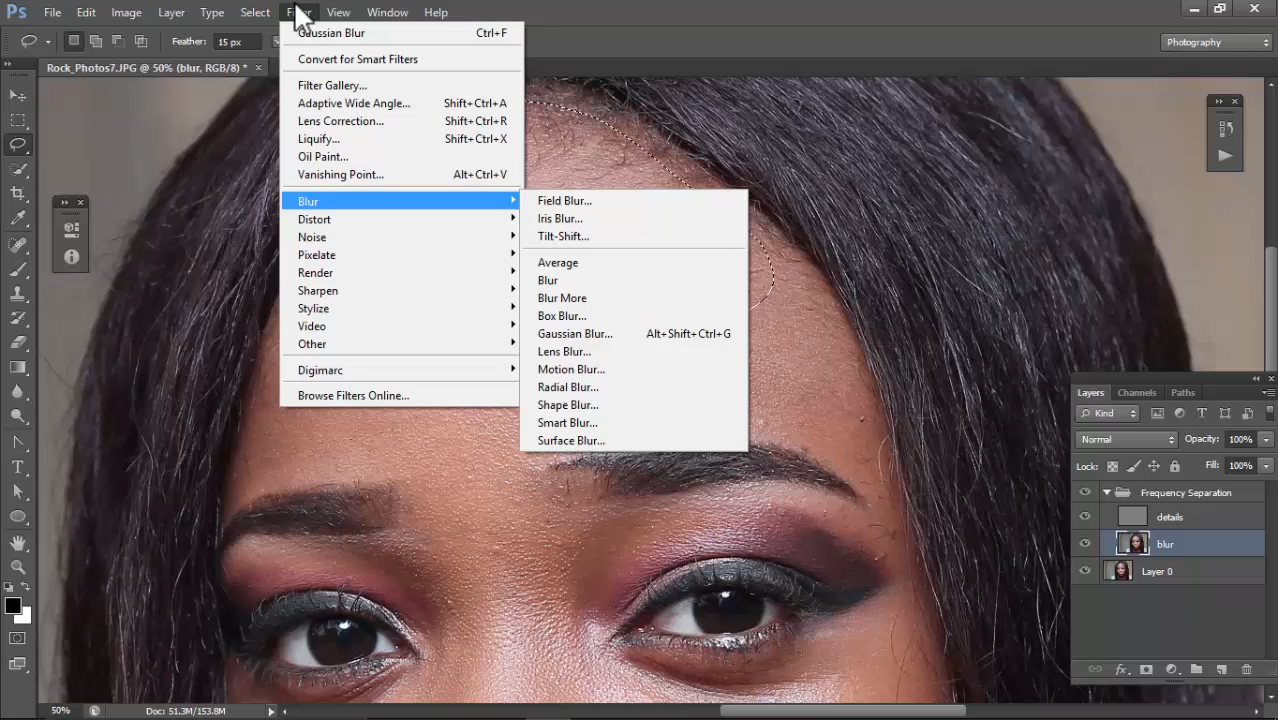 Ps File Edit Image Layer Type Select Filter View Window Help
Feather: 15 px
Photography
Rock_Photos7.JPG @ 50% (blur, RGB/8) *
Gaussian Blur Ctrl+F
Convert for Smart Filters
Filter Gallery...
Adaptive Wide Angle... Shift+Ctrl+A
Lens Correction... Shift+Ctrl+R
Liquify... Shift+Ctrl+X
Oil Paint...
Vanishing Point... Alt+Ctrl+V
Blur
Distort
Noise
Pixelate
Render
Sharpen
Stylize
Video
Other
Digimarc
Browse Filters Online...
Field Blur...
Iris Blur...
Tilt-Shift...
Average
Blur
Blur More
Box Blur...
Gaussian Blur... Alt+Shift+Ctrl+G
Lens Blur...
Motion Blur...
Radial Blur...
Shape Blur...
Smart Blur...
Surface Blur...
Layers Channels Paths
Kind
Normal Opacity: 100%
Lock: Fill: 100%
Frequency Separation
details
blur
Layer 0
fx
50% Doc: 51.3M/153.8M